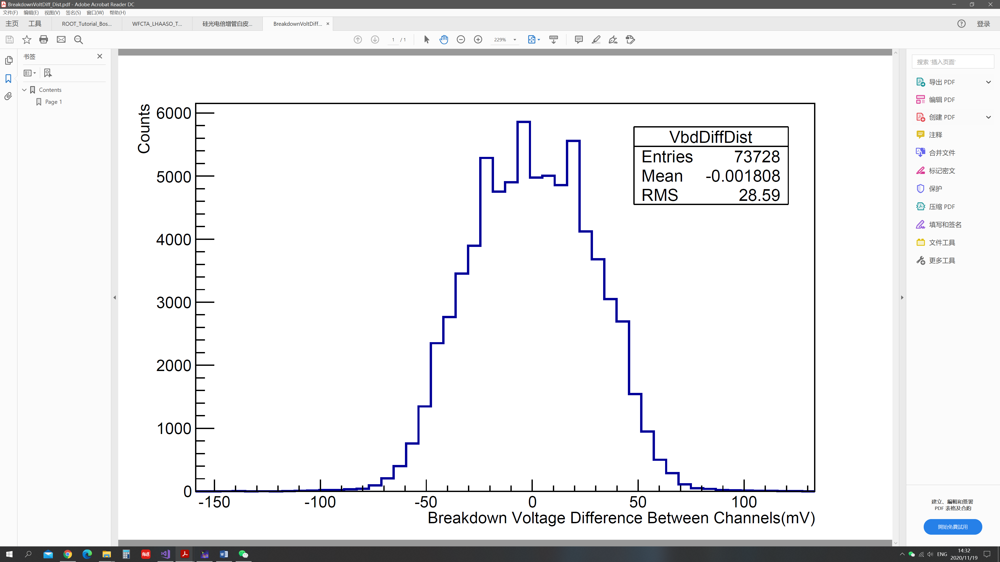 BreakdownVoltDiff_Dist.pdf - Adobe Acrobat Reader DC
文件(F) 编辑(E) 视图(V) 签名(S) 窗口(W) 帮助(H)
主页 工具 ROOT_Tutorial_Bos... WFCTA_LHAASO_T... 硅光电倍增管白皮... BreakdownVoltDiff... × 登录
1 / 1 229%
书签
Contents
Page 1
Counts
6000
5000
4000
3000
2000
1000
0
-150 -100 -50 0 50 100
Breakdown Voltage Difference Between Channels(mV)
VbdDiffDist
Entries 73728
Mean -0.001808
RMS 28.59
搜索 '插入页面'
导出 PDF
编辑 PDF
创建 PDF
注释
合并文件
标记密文
保护
压缩 PDF
填写和签名
文件工具
更多工具
建立、編輯和簽署
PDF 表格及合約
開始免費試用
有道
ENG
14:32
2020/11/19